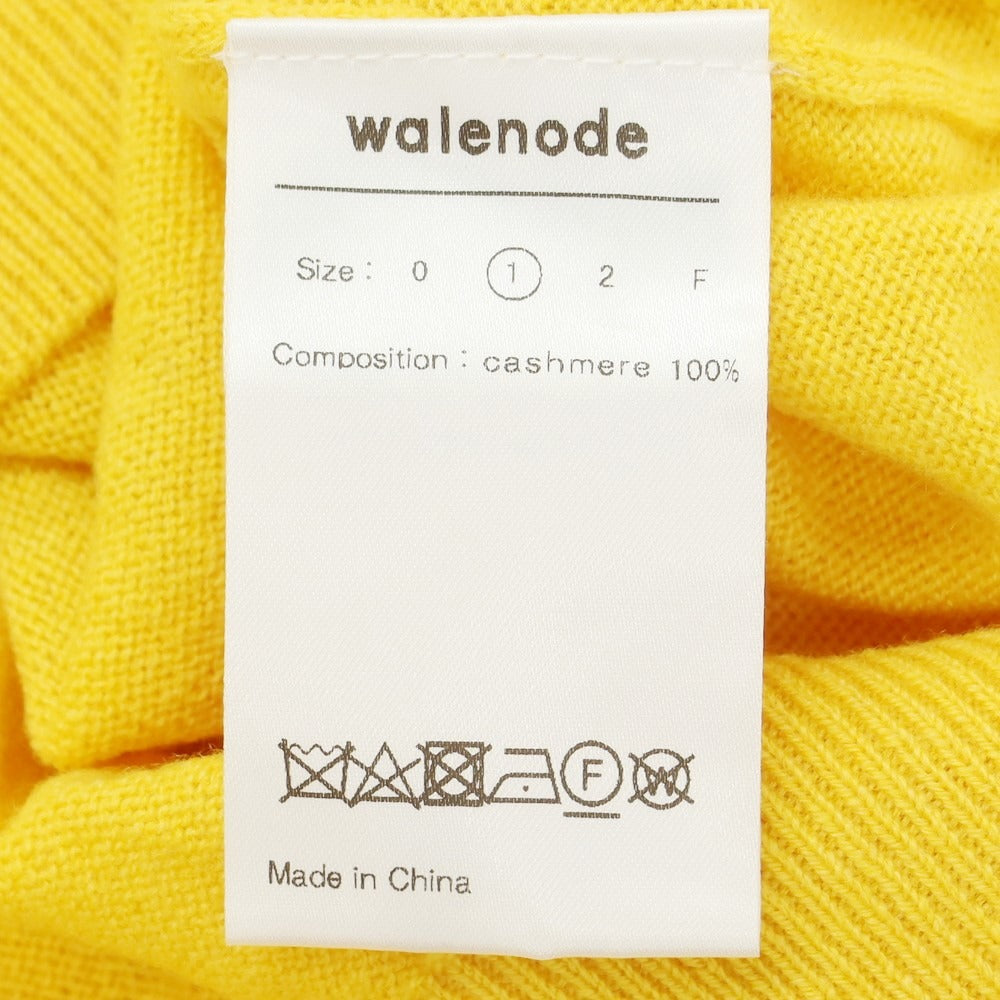 walenode
Size : 0 1 2 F
Composition : cashmere 100%
F W
Made in China